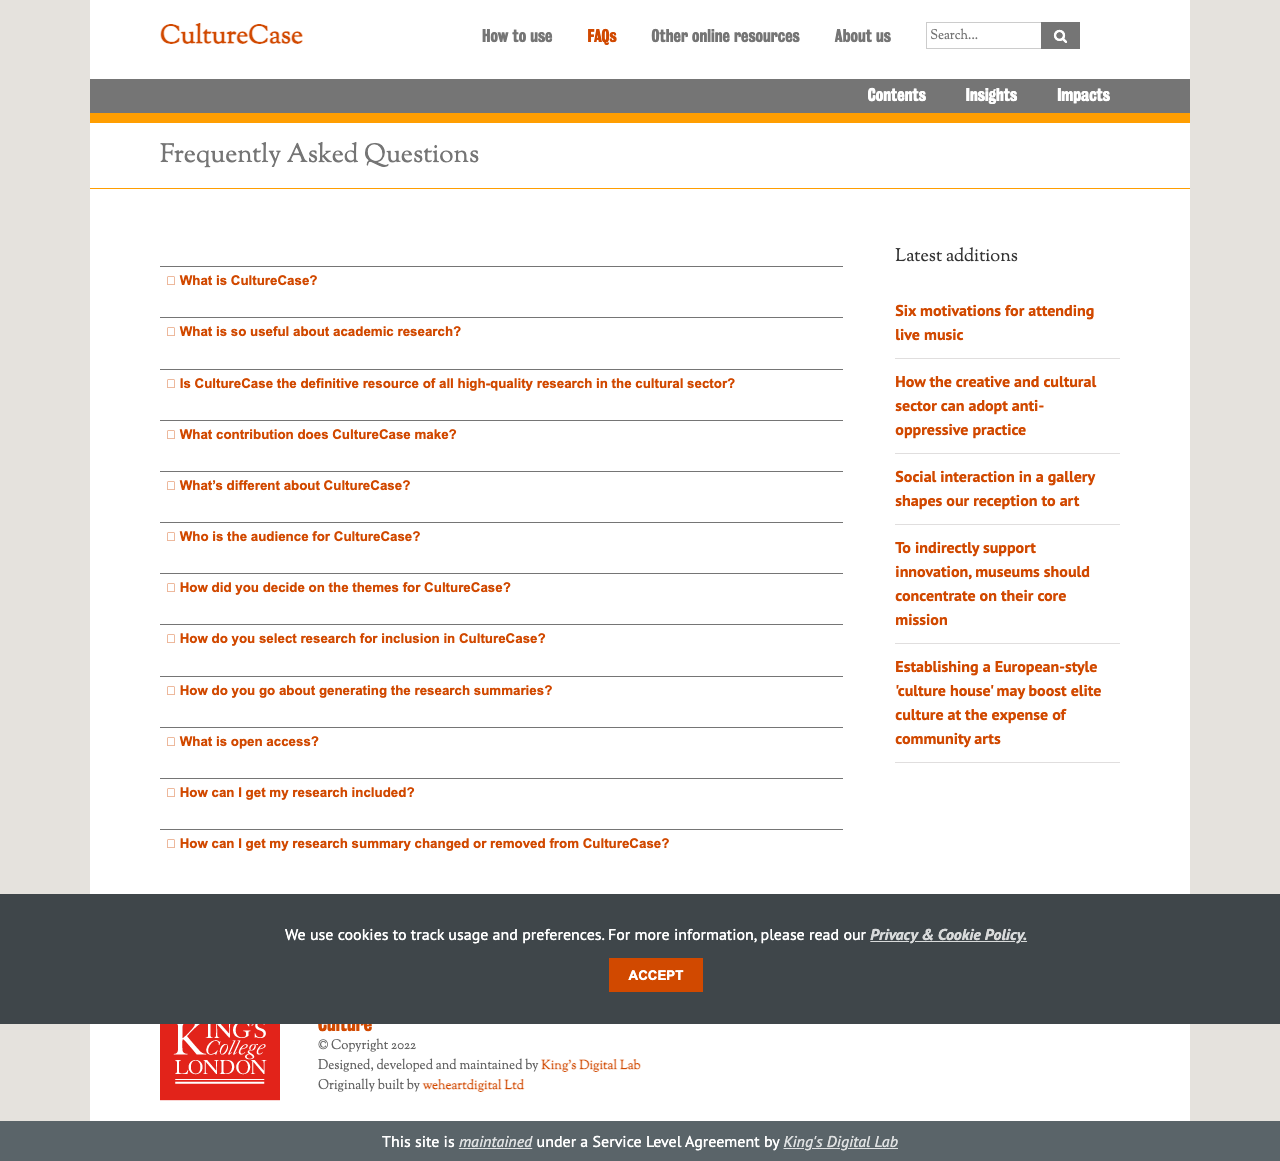 CultureCase
How to use
FAQs
Other online resources
About us
Search...
Contents
Insights
Impacts
Frequently Asked Questions
What is CultureCase?
What is so useful about academic research?
Is CultureCase the definitive resource of all high-quality research in the cultural sector?
What contribution does CultureCase make?
What's different about CultureCase?
Who is the audience for CultureCase?
How did you decide on the themes for CultureCase?
How do you select research for inclusion in CultureCase?
How do you go about generating the research summaries?
What is open access?
How can I get my research included?
How can I get my research summary changed or removed from CultureCase?
Latest additions
Six motivations for attending
live music
How the creative and cultural
sector can adopt anti-
oppressive practice
Social interaction in a gallery
shapes our reception to art
To indirectly support
innovation, museums should
concentrate on their core
mission
Establishing a European-style
'culture house' may boost elite
culture at the expense of
community arts
We use cookies to track usage and preferences. For more information, please read our Privacy & Cookie Policy.
ACCEPT
KING'S
College
LONDON
Culture
© Copyright 2022
Designed, developed and maintained by King's Digital Lab
Originally built by weheartdigital Ltd
This site is maintained under a Service Level Agreement by King's Digital Lab